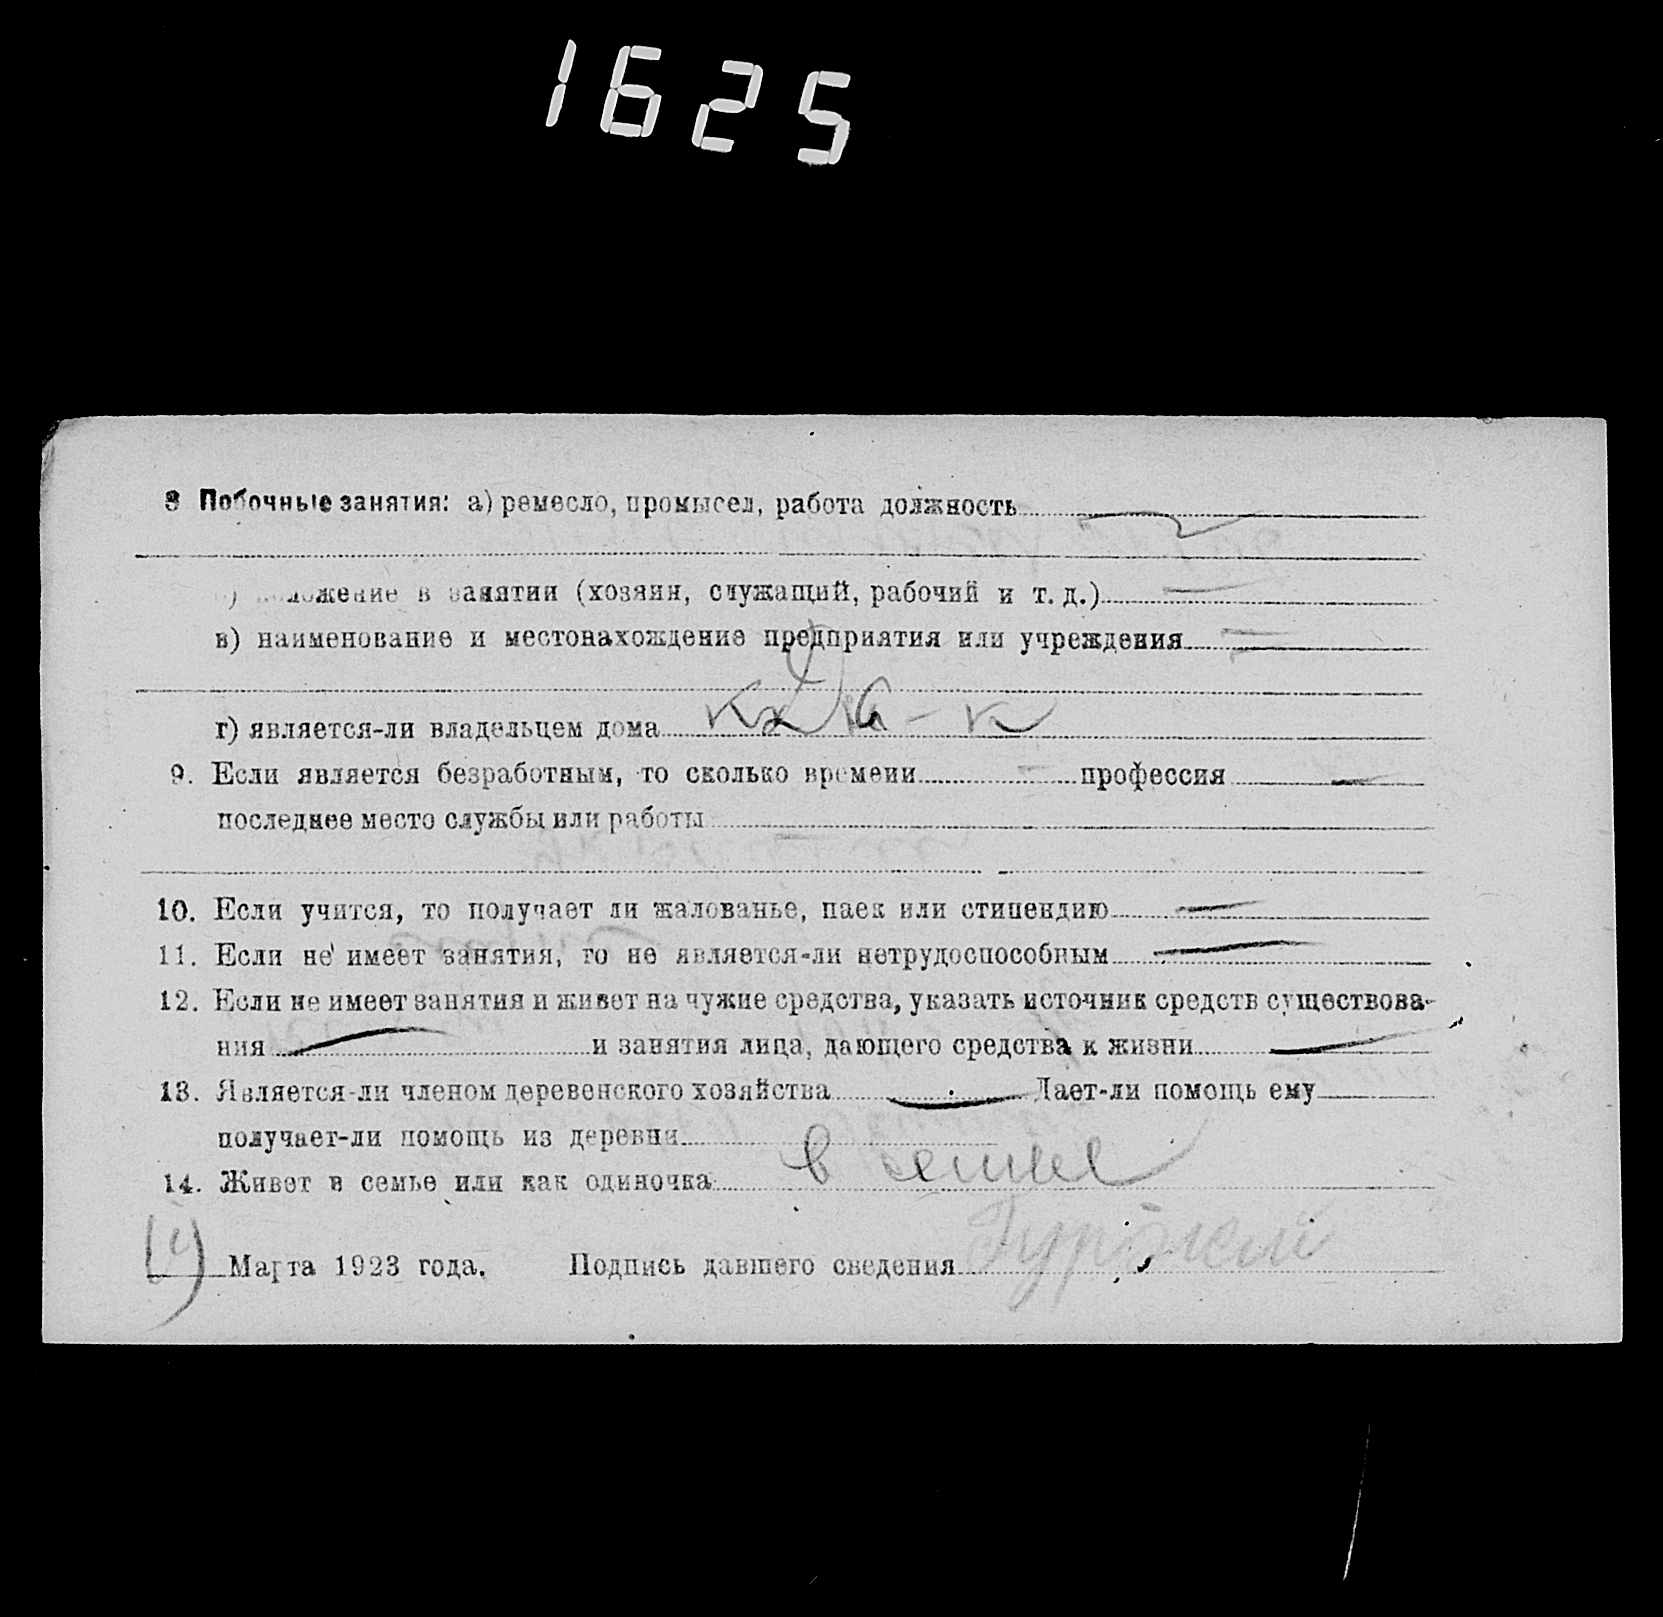 1625
8 Побочные занятия: а) ремесло, промысел, работа должность
положение в занятии (хозяин, служащий, рабочий и т. д.)
в) наименование и местонахождение предприятия или учреждения
г) является-ли владельцем дома
9. Если является безработным, то сколько времени профессия
последнее место службы или работы
10. Если учится, то получает ли жалованье, паек или стипендию
11. Если не имеет занятия, то не является-ли нетрудоспособным
12. Если не имеет занятия и живет на чужие средства, указать источник средств существова-
ния и занятия лица, дающего средства к жизни
13. Является-ли членом деревенского хозяйства Дает-ли помощь ему
получает-ли помощь из деревни
14. Живет в семье или как одиночка в семье
Марта 1923 года. Подпись давшего сведения